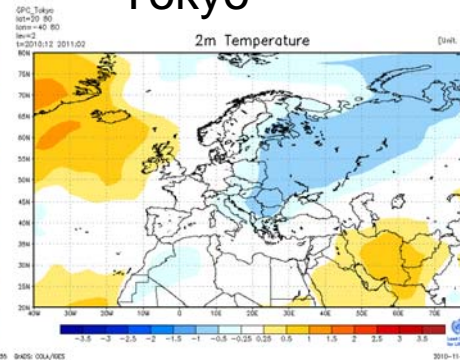 Tokyo
GPC_Tokyo
lat=20 80
lon=-40 80
lev=2
t=2010:12 2011:02
2m Temperature
[Unit.
80N
75N
70N
65N
60N
55N
50N
45N
40N
35N
30N
25N
20N
40W 30W 20W 10W 0 10E 20E 30E 40E 50E 60E 70E
-3.5 -3 -2.5 -2 -1.5 -1 -0.5 -0.25 0.25 0.5 1 1.5 2 2.5 3 3.5
GrADS: COLA/IGES
2010-11-